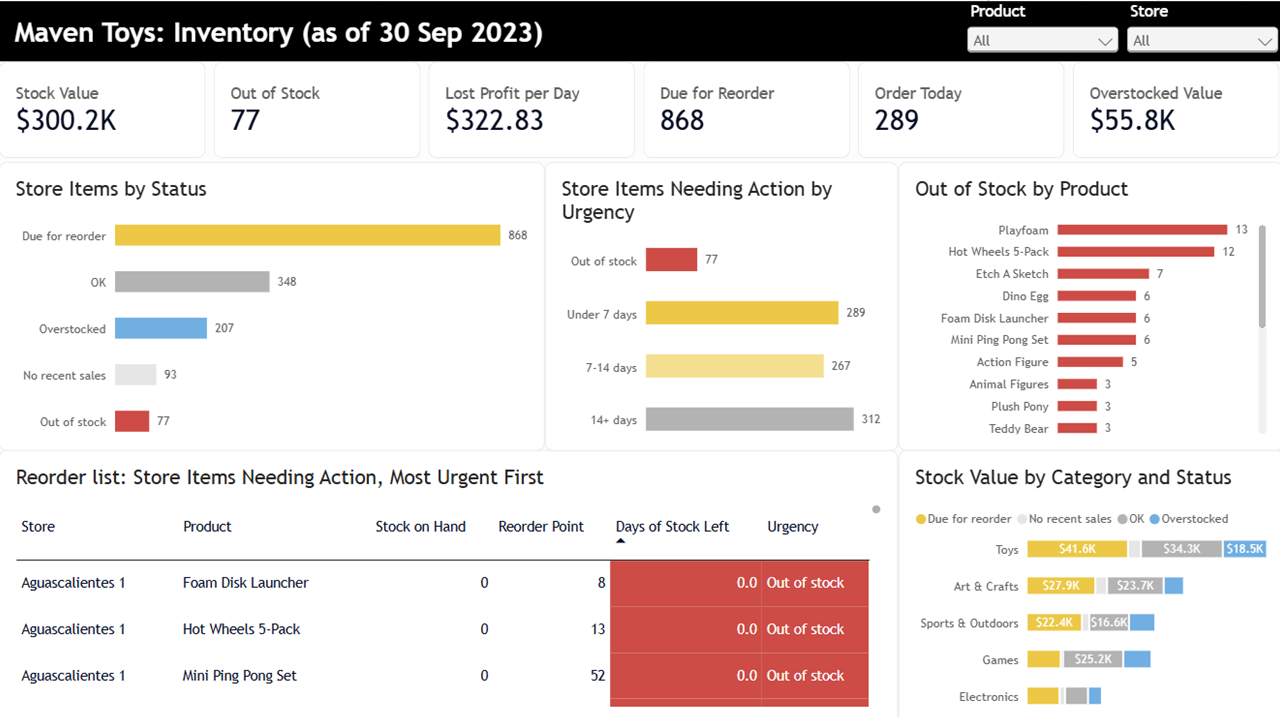 Maven Toys: Inventory (as of 30 Sep 2023)
Product
All
Store
All
Stock Value
$300.2K
Out of Stock
77
Lost Profit per Day
$322.83
Due for Reorder
868
Order Today
289
Overstocked Value
$55.8K
Store Items by Status
Due for reorder 868
OK 348
Overstocked 207
No recent sales 93
Out of stock 77
Store Items Needing Action by
Urgency
Out of stock 77
Under 7 days 289
7-14 days 267
14+ days 312
Out of Stock by Product
Playfoam 13
Hot Wheels 5-Pack 12
Etch A Sketch 7
Dino Egg 6
Foam Disk Launcher 6
Mini Ping Pong Set 6
Action Figure 5
Animal Figures 3
Plush Pony 3
Teddy Bear 3
Reorder list: Store Items Needing Action, Most Urgent First
Store Product Stock on Hand Reorder Point Days of Stock Left Urgency
Aguascalientes 1 Foam Disk Launcher 0 8 0.0 Out of stock
Aguascalientes 1 Hot Wheels 5-Pack 0 13 0.0 Out of stock
Aguascalientes 1 Mini Ping Pong Set 0 52 0.0 Out of stock
Stock Value by Category and Status
Due for reorder No recent sales OK Overstocked
Toys $41.6K $34.3K $18.5K
Art & Crafts $27.9K $23.7K
Sports & Outdoors $22.4K $16.6K
Games $25.2K
Electronics